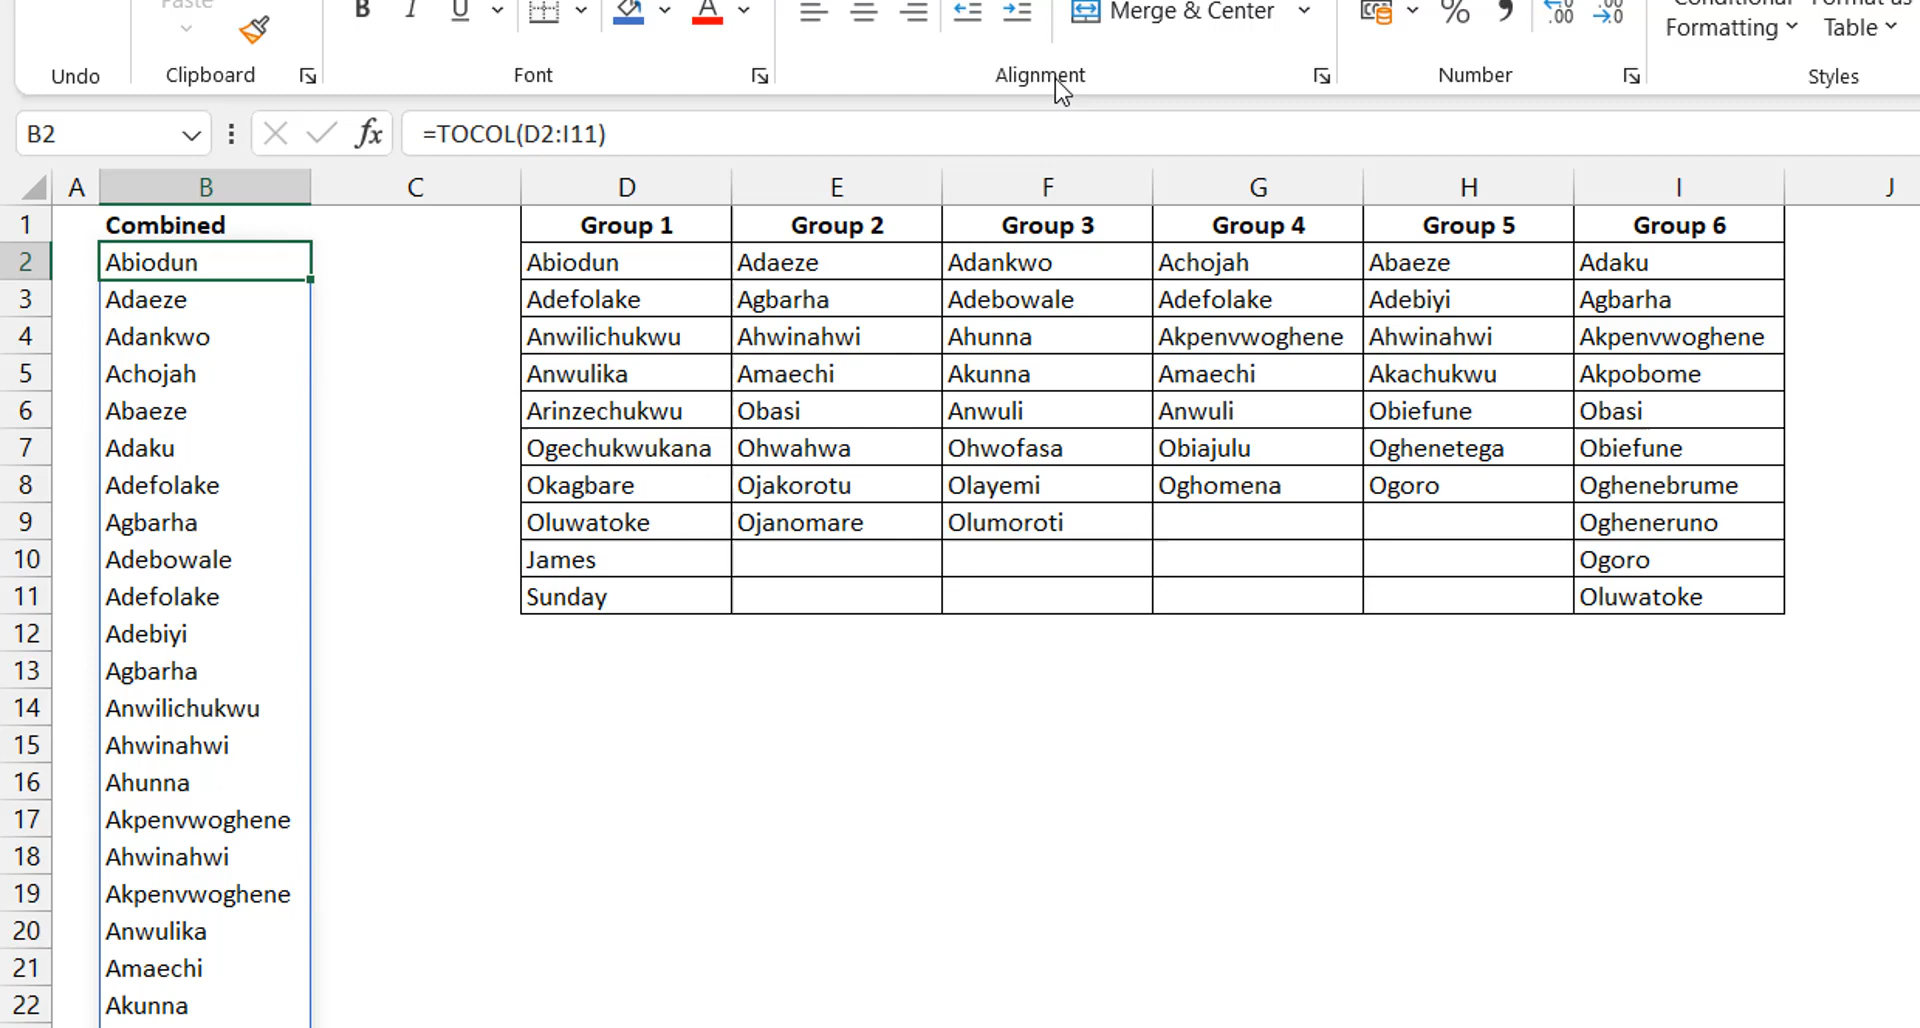 Paste
B I U A Merge & Center % Conditional Format as
Formatting Table
Undo Clipboard Font Alignment Number Styles
B2 fx =TOCOL(D2:I11)
A B C D E F G H I J
1 Combined Group 1 Group 2 Group 3 Group 4 Group 5 Group 6
2 Abiodun Abiodun Adaeze Adankwo Achojah Abaeze Adaku
3 Adaeze Adefolake Agbarha Adebowale Adefolake Adebiyi Agbarha
4 Adankwo Anwilichukwu Ahwinahwi Ahunna Akpenvwoghene Ahwinahwi Akpenvwoghene
5 Achojah Anwulika Amaechi Akunna Amaechi Akachukwu Akpobome
6 Abaeze Arinzechukwu Obasi Anwuli Anwuli Obiefune Obasi
7 Adaku Ogechukwukana Ohwahwa Ohwofasa Obiajulu Oghenetega Obiefune
8 Adefolake Okagbare Ojakorotu Olayemi Oghomena Ogoro Oghenebrume
9 Agbarha Oluwatoke Ojanomare Olumoroti Ogheneruno
10 Adebowale James Ogoro
11 Adefolake Sunday Oluwatoke
12 Adebiyi
13 Agbarha
14 Anwilichukwu
15 Ahwinahwi
16 Ahunna
17 Akpenvwoghene
18 Ahwinahwi
19 Akpenvwoghene
20 Anwulika
21 Amaechi
22 Akunna